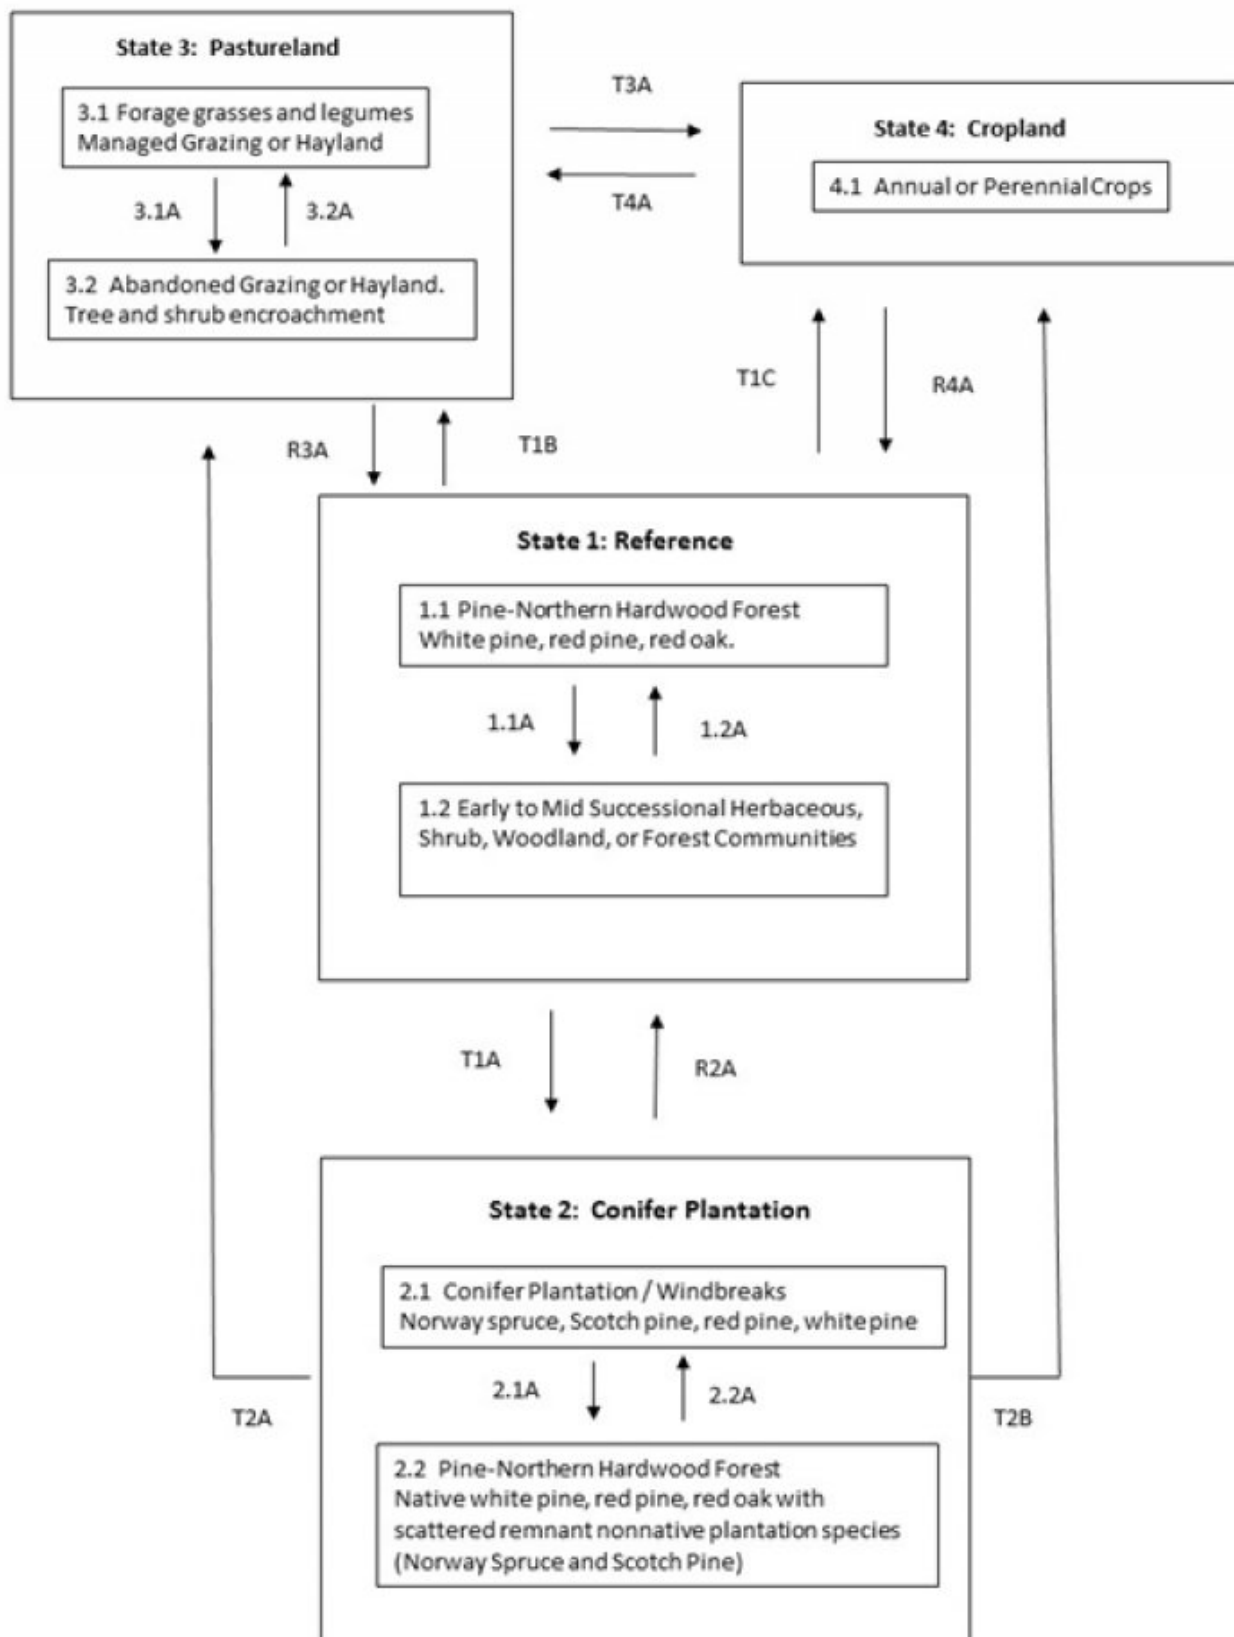 State 3: Pastureland
3.1 Forage grasses and legumes
Managed Grazing or Hayland
3.1A
3.2A
3.2 Abandoned Grazing or Hayland.
Tree and shrub encroachment
T3A
T4A
State 4: Cropland
4.1 Annual or Perennial Crops
R3A
T1B
T1C
R4A
State 1: Reference
1.1 Pine-Northern Hardwood Forest
White pine, red pine, red oak.
1.1A
1.2A
1.2 Early to Mid Successional Herbaceous,
Shrub, Woodland, or Forest Communities
T1A
R2A
State 2: Conifer Plantation
2.1 Conifer Plantation / Windbreaks
Norway spruce, Scotch pine, red pine, white pine
2.1A
2.2A
T2A
T2B
2.2 Pine-Northern Hardwood Forest
Native white pine, red pine, red oak with
scattered remnant nonnative plantation species
(Norway Spruce and Scotch Pine)